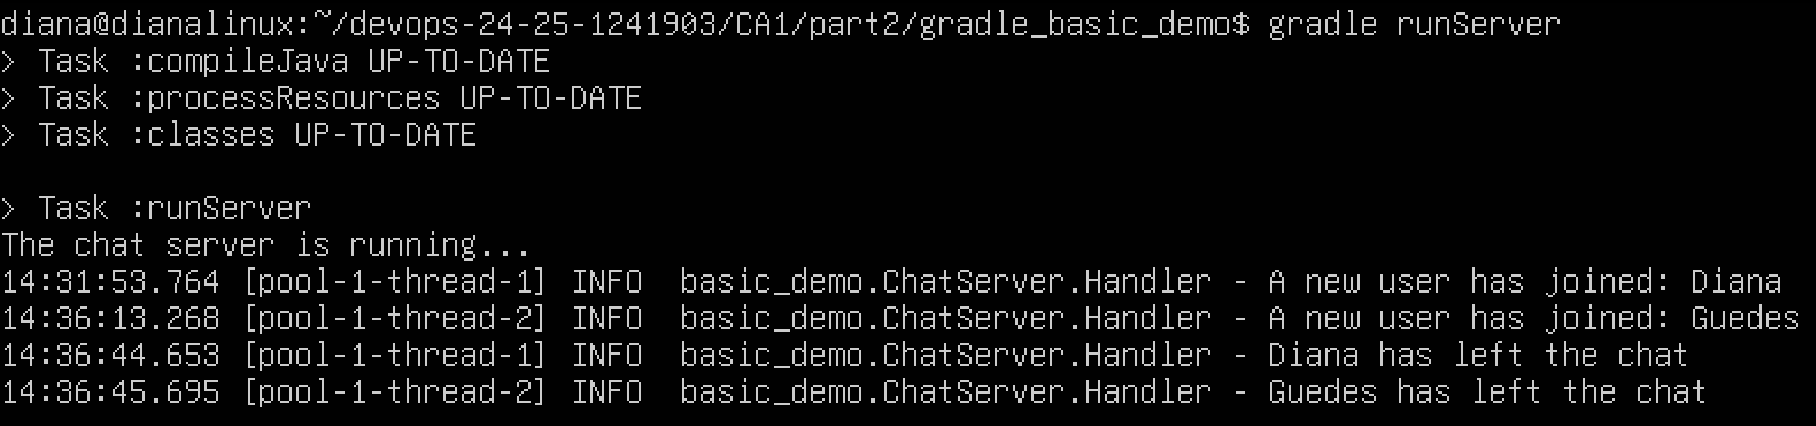 diana@dianalinux:~/devops-24-25-1241903/CA1/part2/gradle_basic_demo$ gradle runServer
> Task :compileJava UP-TO-DATE
> Task :processResources UP-TO-DATE
> Task :classes UP-TO-DATE
> Task :runServer
The chat server is running...
14:31:53.764 [pool-1-thread-1] INFO  basic_demo.ChatServer.Handler - A new user has joined: Diana
14:36:13.268 [pool-1-thread-2] INFO  basic_demo.ChatServer.Handler - A new user has joined: Guedes
14:36:44.653 [pool-1-thread-1] INFO  basic_demo.ChatServer.Handler - Diana has left the chat
14:36:45.695 [pool-1-thread-2] INFO  basic_demo.ChatServer.Handler - Guedes has left the chat